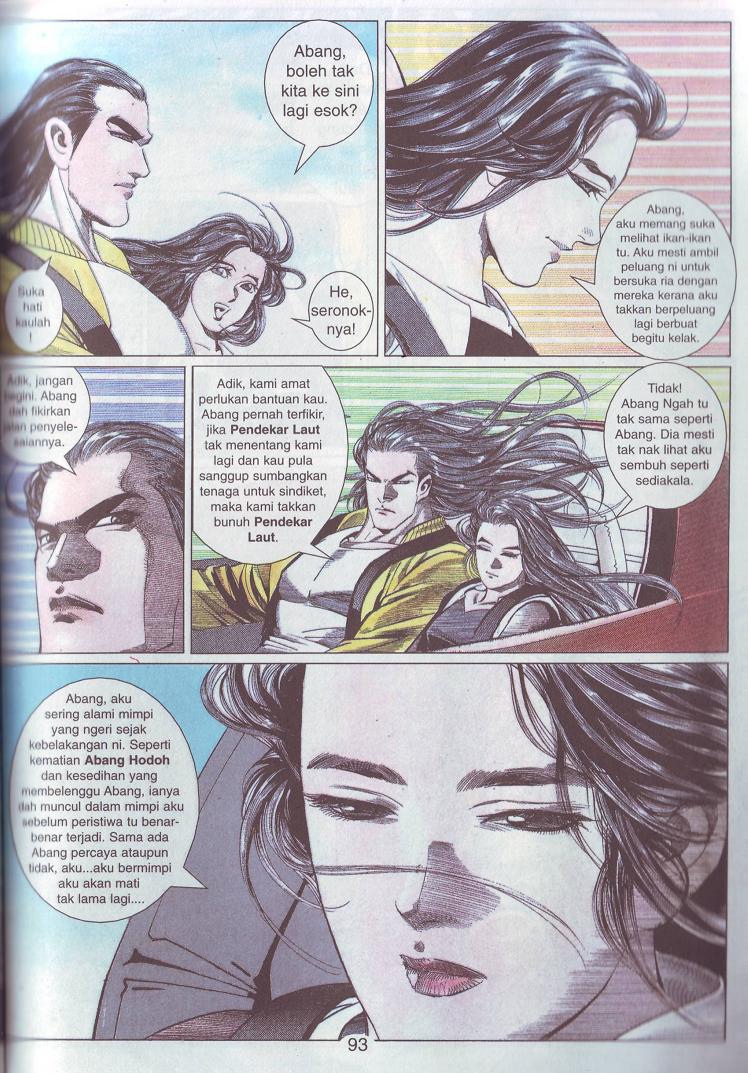 Abang,
boleh tak
kita ke sini
lagi esok?
Suka
hati
kaulah
!
He,
seronok-
nya!
Abang,
aku memang suka
melihat ikan-ikan
tu. Aku mesti ambil
peluang ni untuk
bersuka ria dengan
mereka kerana aku
takkan berpeluang
lagi berbuat
begitu kelak.
Adik, jangan
begini. Abang
dah fikirkan
jalan penyele-
saiannya.
Adik, kami amat
perlukan bantuan kau.
Abang pernah terfikir,
jika Pendekar Laut
tak menentang kami
lagi dan kau pula
sanggup sumbangkan
tenaga untuk sindiket,
maka kami takkan
bunuh Pendekar
Laut.
Tidak!
Abang Ngah tu
tak sama seperti
Abang. Dia mesti
tak nak lihat aku
sembuh seperti
sediakala.
Abang, aku
sering alami mimpi
yang ngeri sejak
kebelakangan ni. Seperti
kematian Abang Hodoh
dan kesedihan yang
membelenggu Abang, ianya
dah muncul dalam mimpi aku
sebelum peristiwa tu benar-
benar terjadi. Sama ada
Abang percaya ataupun
tidak, aku...aku bermimpi
aku akan mati
tak lama lagi....
93